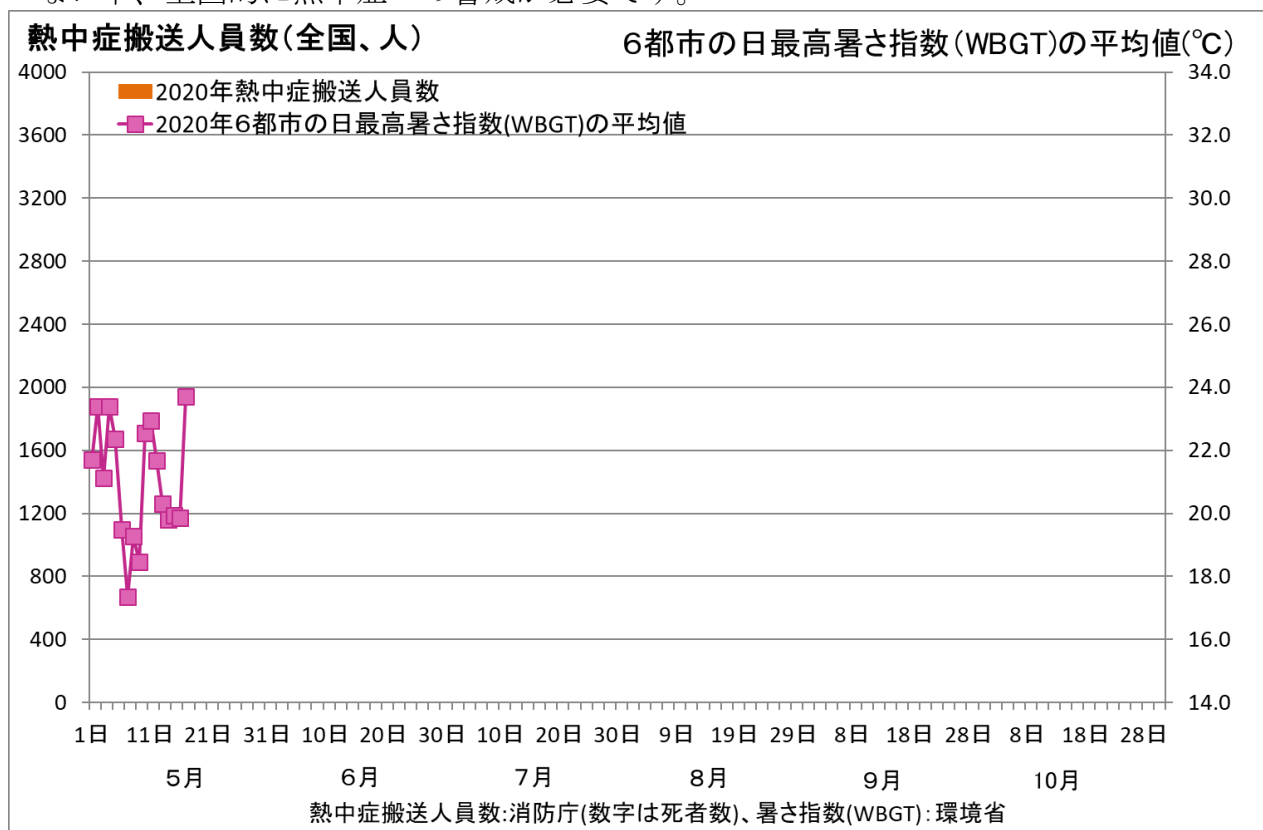 熱中症搬送人員数(全国、人)
6都市の日最高暑さ指数(WBGT)の平均値(℃)
2020年熱中症搬送人員数
2020年6都市の日最高暑さ指数(WBGT)の平均値
4000 34.0
3600 32.0
3200 30.0
2800 28.0
2400 26.0
2000 24.0
1600 22.0
1200 20.0
800 18.0
400 16.0
0 14.0
1日 11日 21日 31日 10日 20日 30日 10日 20日 30日 9日 19日 29日 8日 18日 28日 8日 18日 28日
5月 6月 7月 8月 9月 10月
熱中症搬送人員数:消防庁(数字は死者数)、暑さ指数(WBGT):環境省